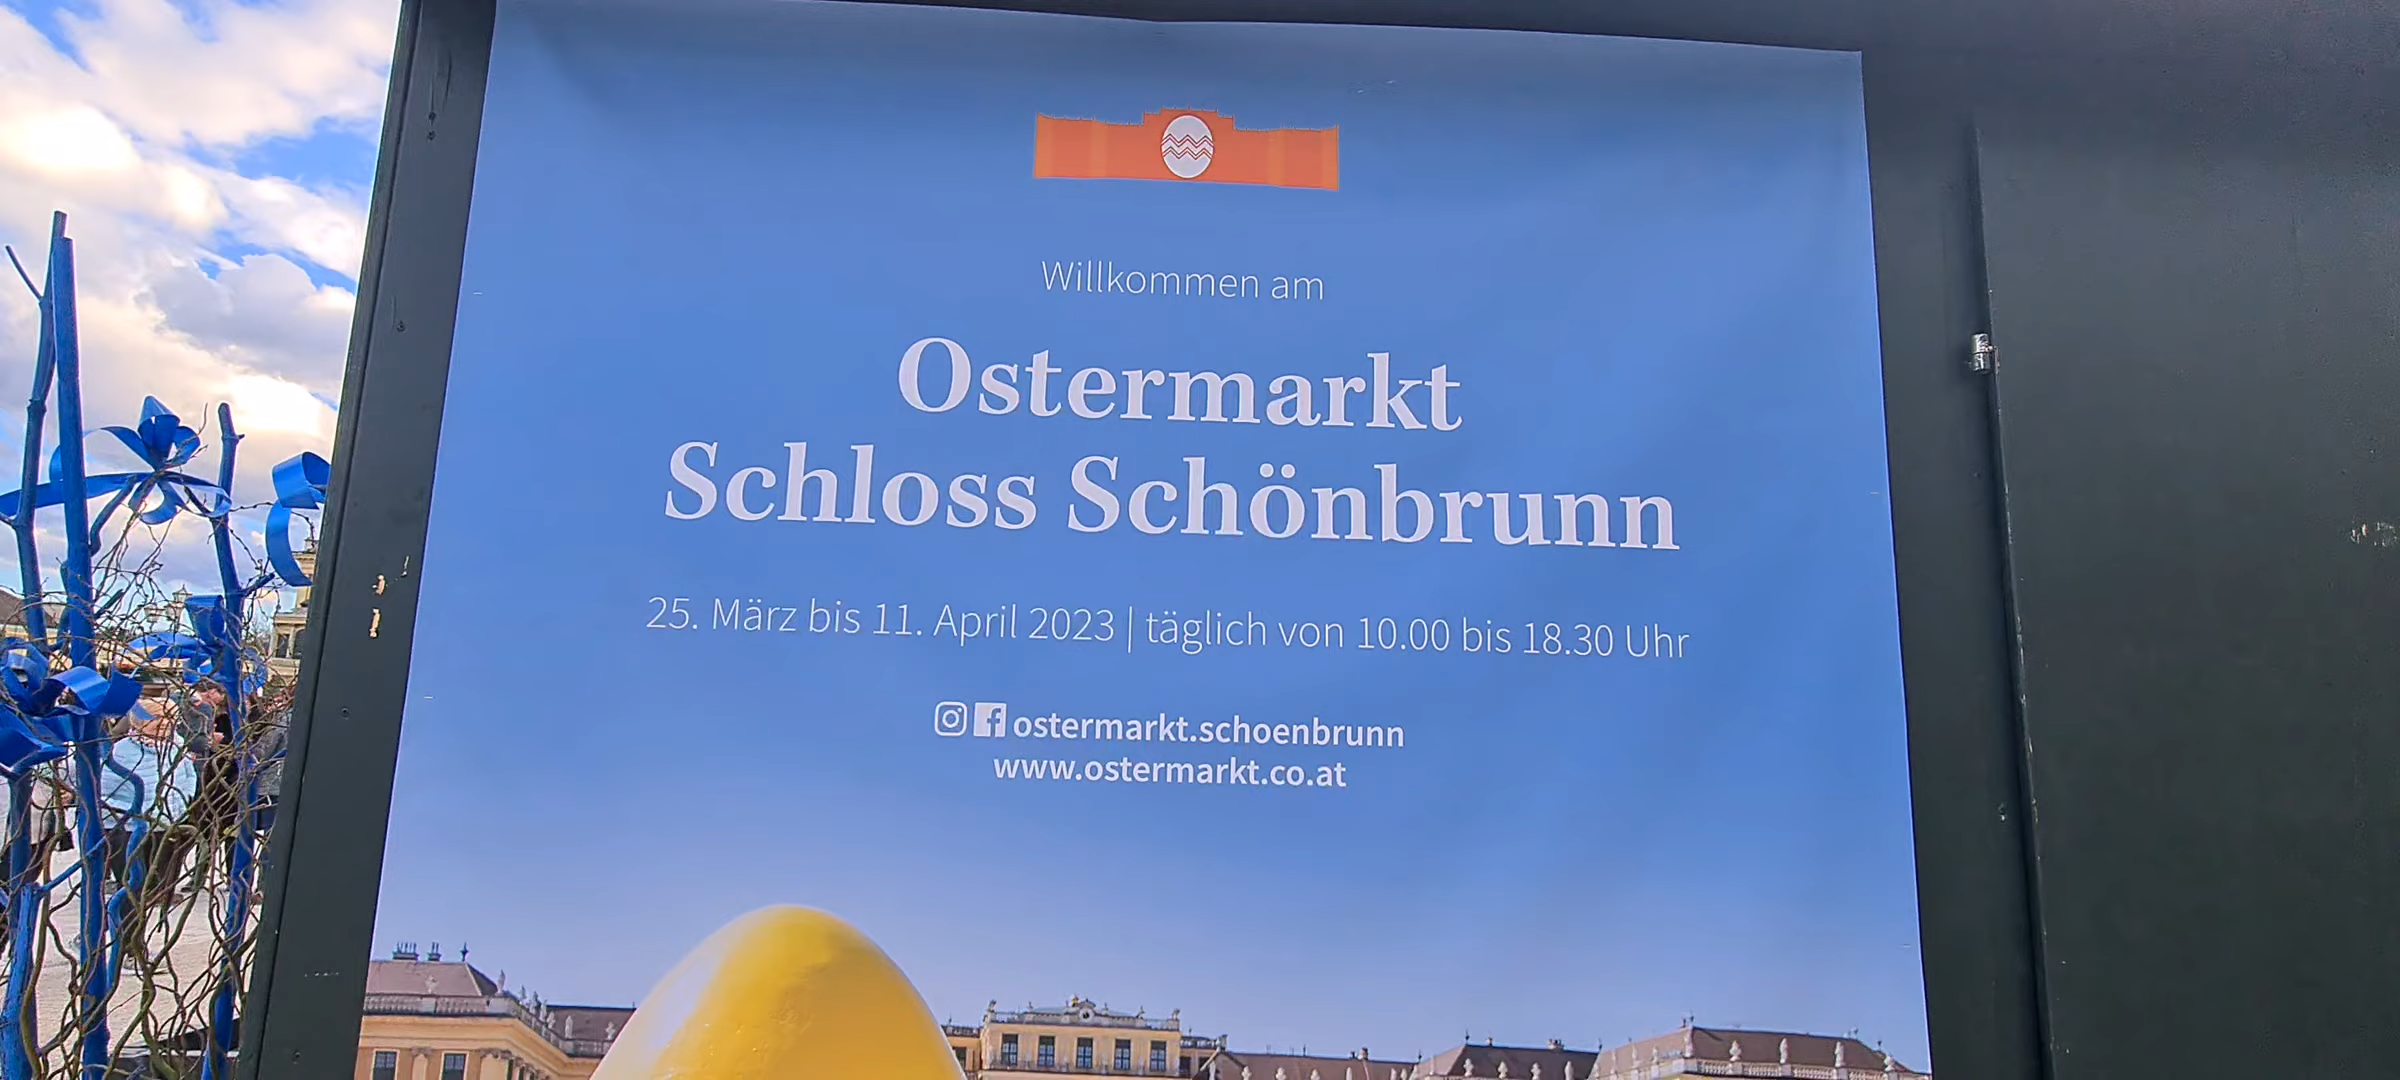 Willkommen am
Ostermarkt
Schloss Schönbrunn
25. März bis 11. April 2023 | täglich von 10.00 bis 18.30 Uhr
ostermarkt.schoenbrunn
www.ostermarkt.co.at